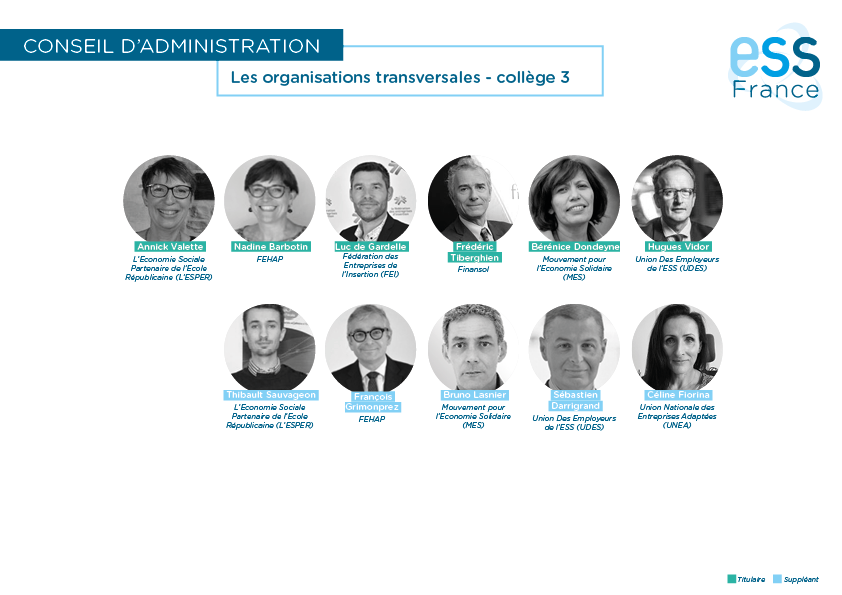 CONSEIL D'ADMINISTRATION
Les organisations transversales - collège 3
ess
France
Annick Valette
L'Economie Sociale
Partenaire de l'Ecole
Républicaine (L'ESPER)
Nadine Barbotin
FEHAP
Luc de Gardelle
Fédération des
Entreprises de
l'Insertion (FEI)
Frédéric
Tiberghien
Finansol
Bérénice Dondeyne
Mouvement pour
l'Economie Solidaire
(MES)
Hugues Vidor
Union Des Employeurs
de l'ESS (UDES)
Thibault Sauvageon
L'Economie Sociale
Partenaire de l'Ecole
Républicaine (L'ESPER)
François
Grimonprez
FEHAP
Bruno Lasnier
Mouvement pour
l'Economie Solidaire
(MES)
Sébastien
Darrigrand
Union Des Employeurs
de l'ESS (UDES)
Céline Fiorina
Union Nationale des
Entreprises Adaptées
(UNEA)
Titulaire
Suppléant